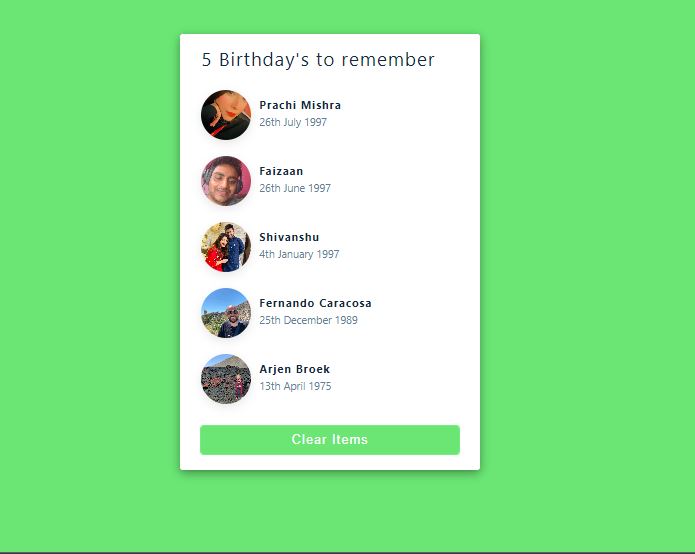 5 Birthday's to remember
Prachi Mishra
26th July 1997
Faizaan
26th June 1997
Shivanshu
4th January 1997
Fernando Caracosa
25th December 1989
Arjen Broek
13th April 1975
Clear Items